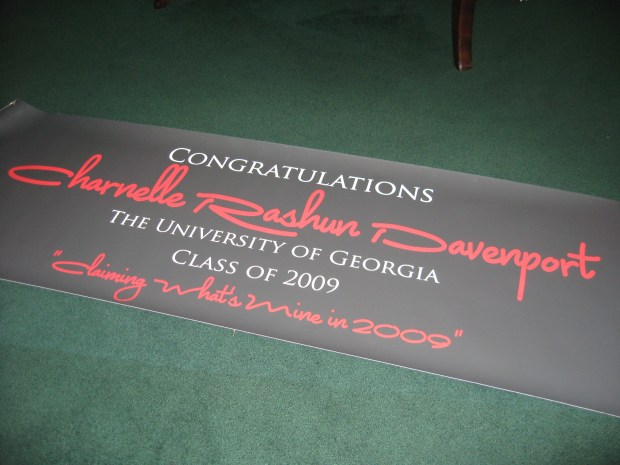 CONGRATULATIONS
Charnelle Rashun Davenport
THE UNIVERSITY OF GEORGIA
CLASS OF 2009
"Claiming What's Mine in 2009"